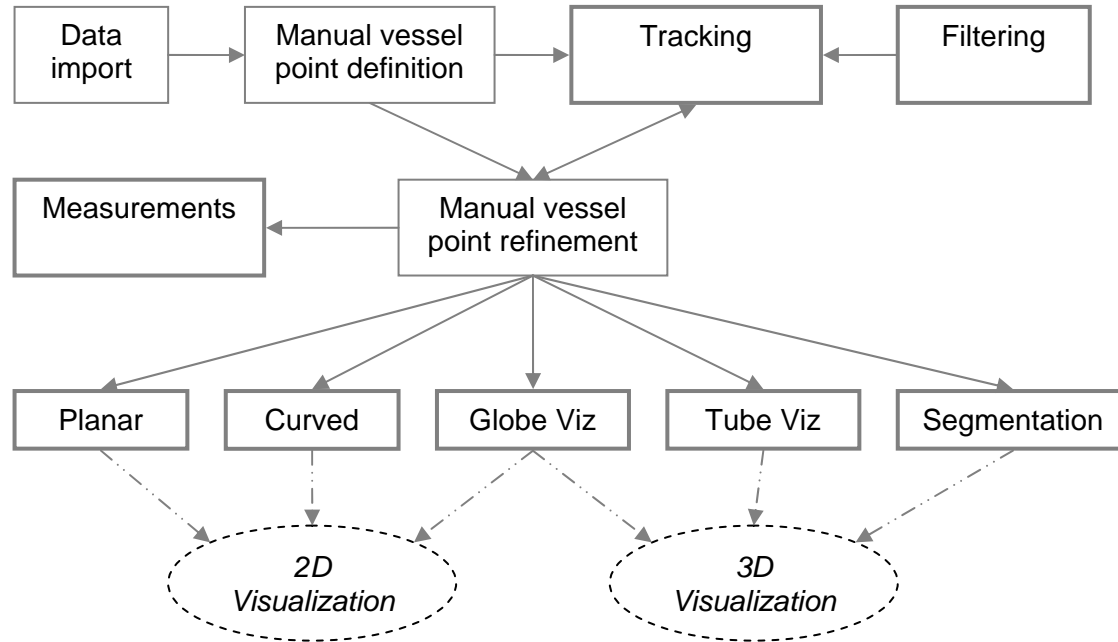 Data
import
Manual vessel
point definition
Tracking
Filtering
Measurements
Manual vessel
point refinement
Planar
Curved
Globe Viz
Tube Viz
Segmentation
2D
Visualization
3D
Visualization